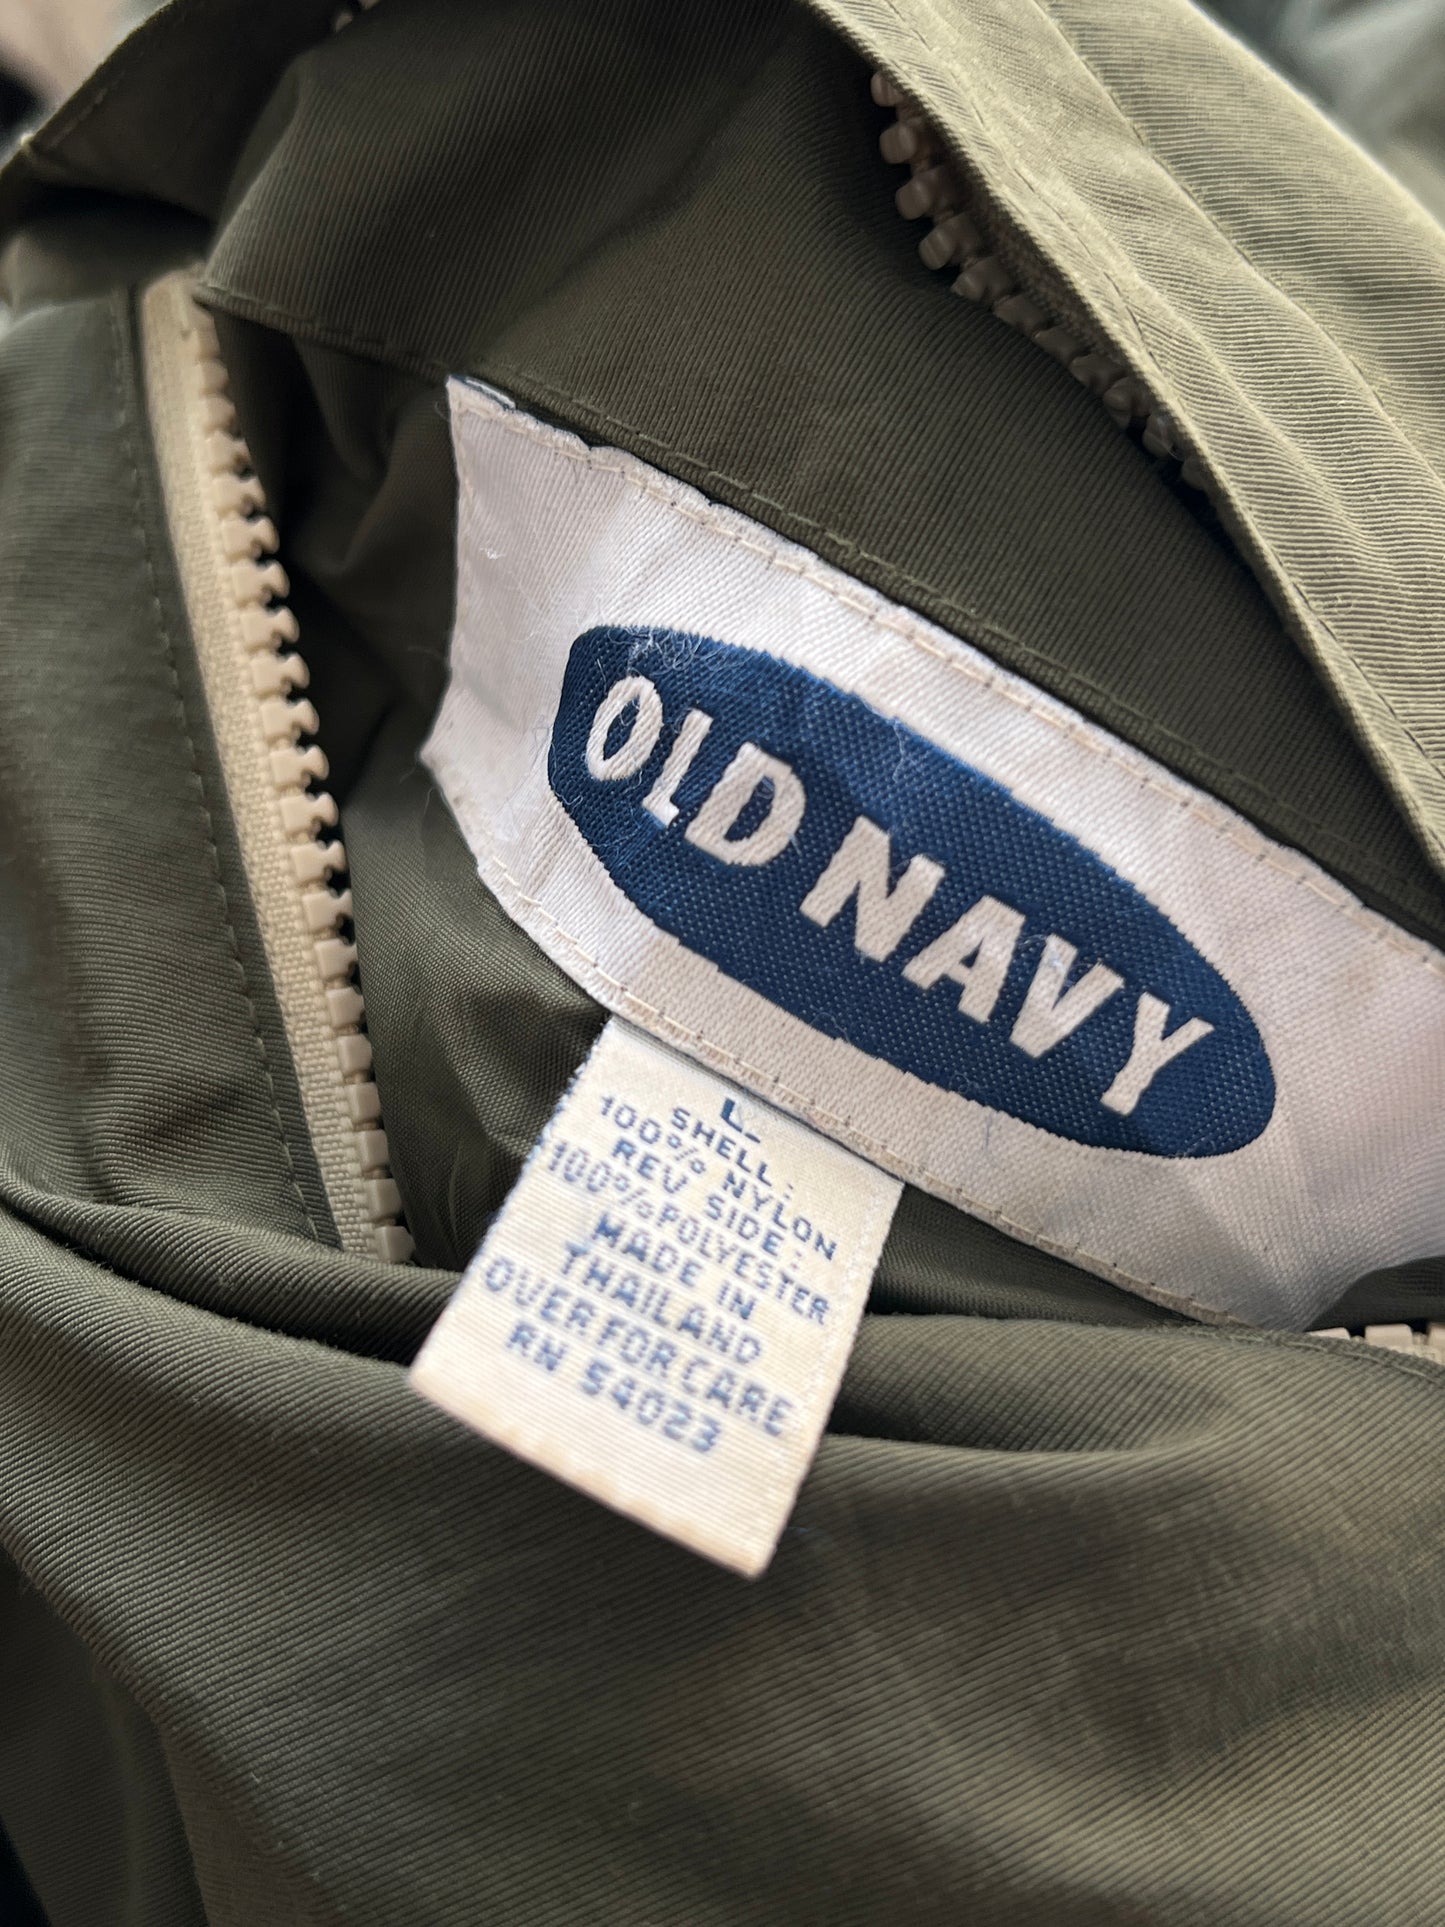 OLD NAVY
L.
SHELL:
100% NYLON
REV SIDE:
100% POLYESTER
MADE IN
THAILAND
OVER FOR CARE
RN 54023